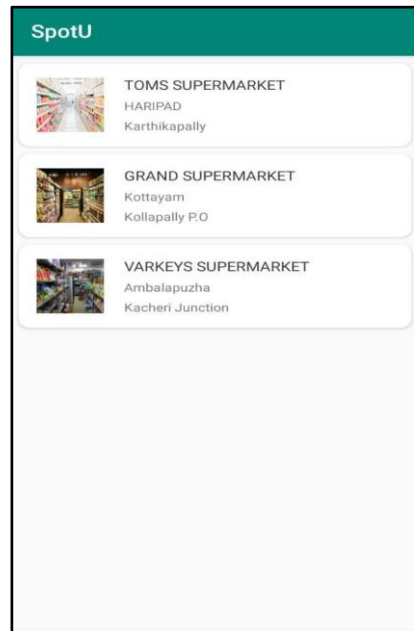 SpotU
TOMS SUPERMARKET
HARIPAD
Karthikapally
GRAND SUPERMARKET
Kottayam
Kollapally P.O
VARKEYS SUPERMARKET
Ambalapuzha
Kacheri Junction